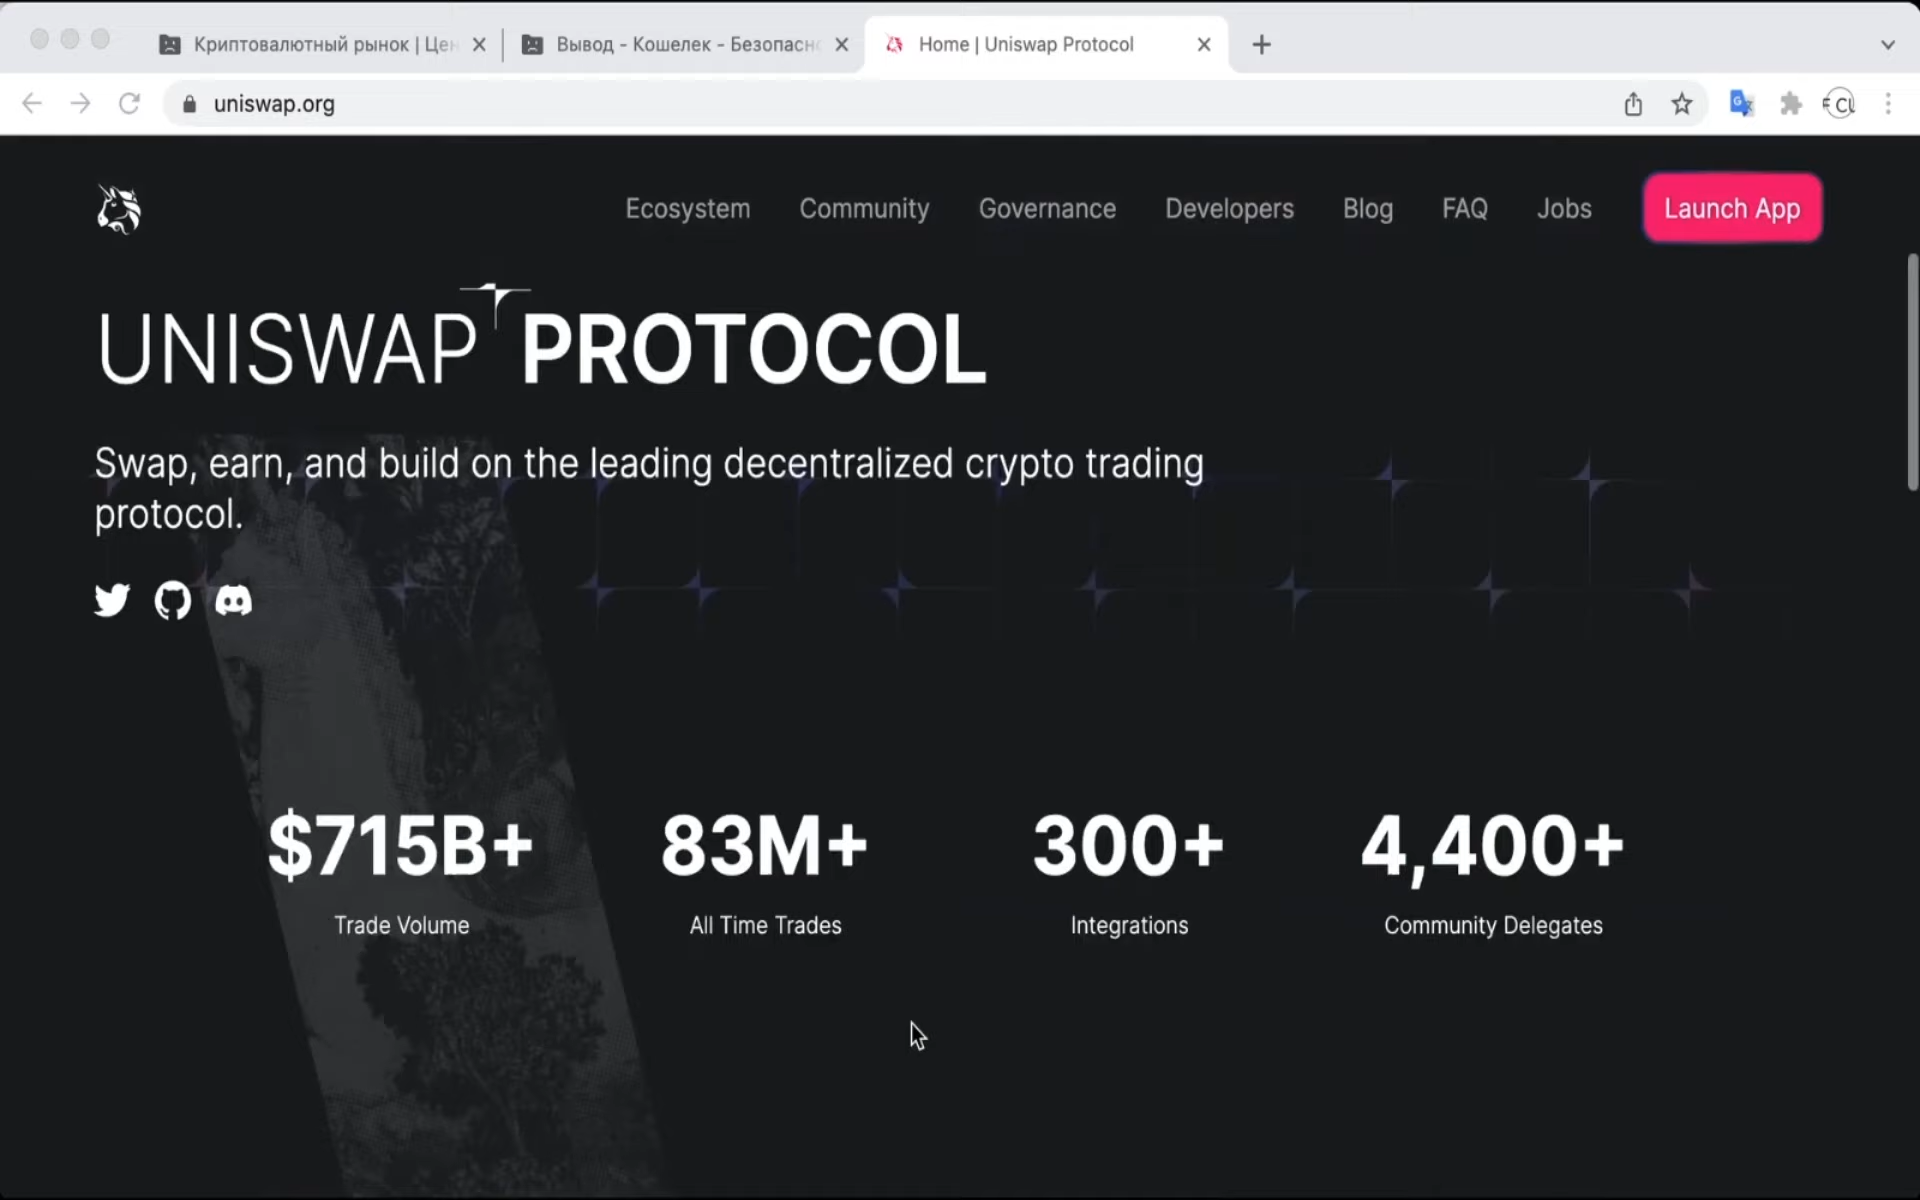 Криптовалютный рынок | Цен
Вывод - Кошелек - Безопасно
Home | Uniswap Protocol
uniswap.org
Ecosystem
Community
Governance
Developers
Blog
FAQ
Jobs
Launch App
UNISWAP PROTOCOL
Swap, earn, and build on the leading decentralized crypto trading
protocol.
$715B+
83M+
300+
4,400+
Trade Volume
All Time Trades
Integrations
Community Delegates